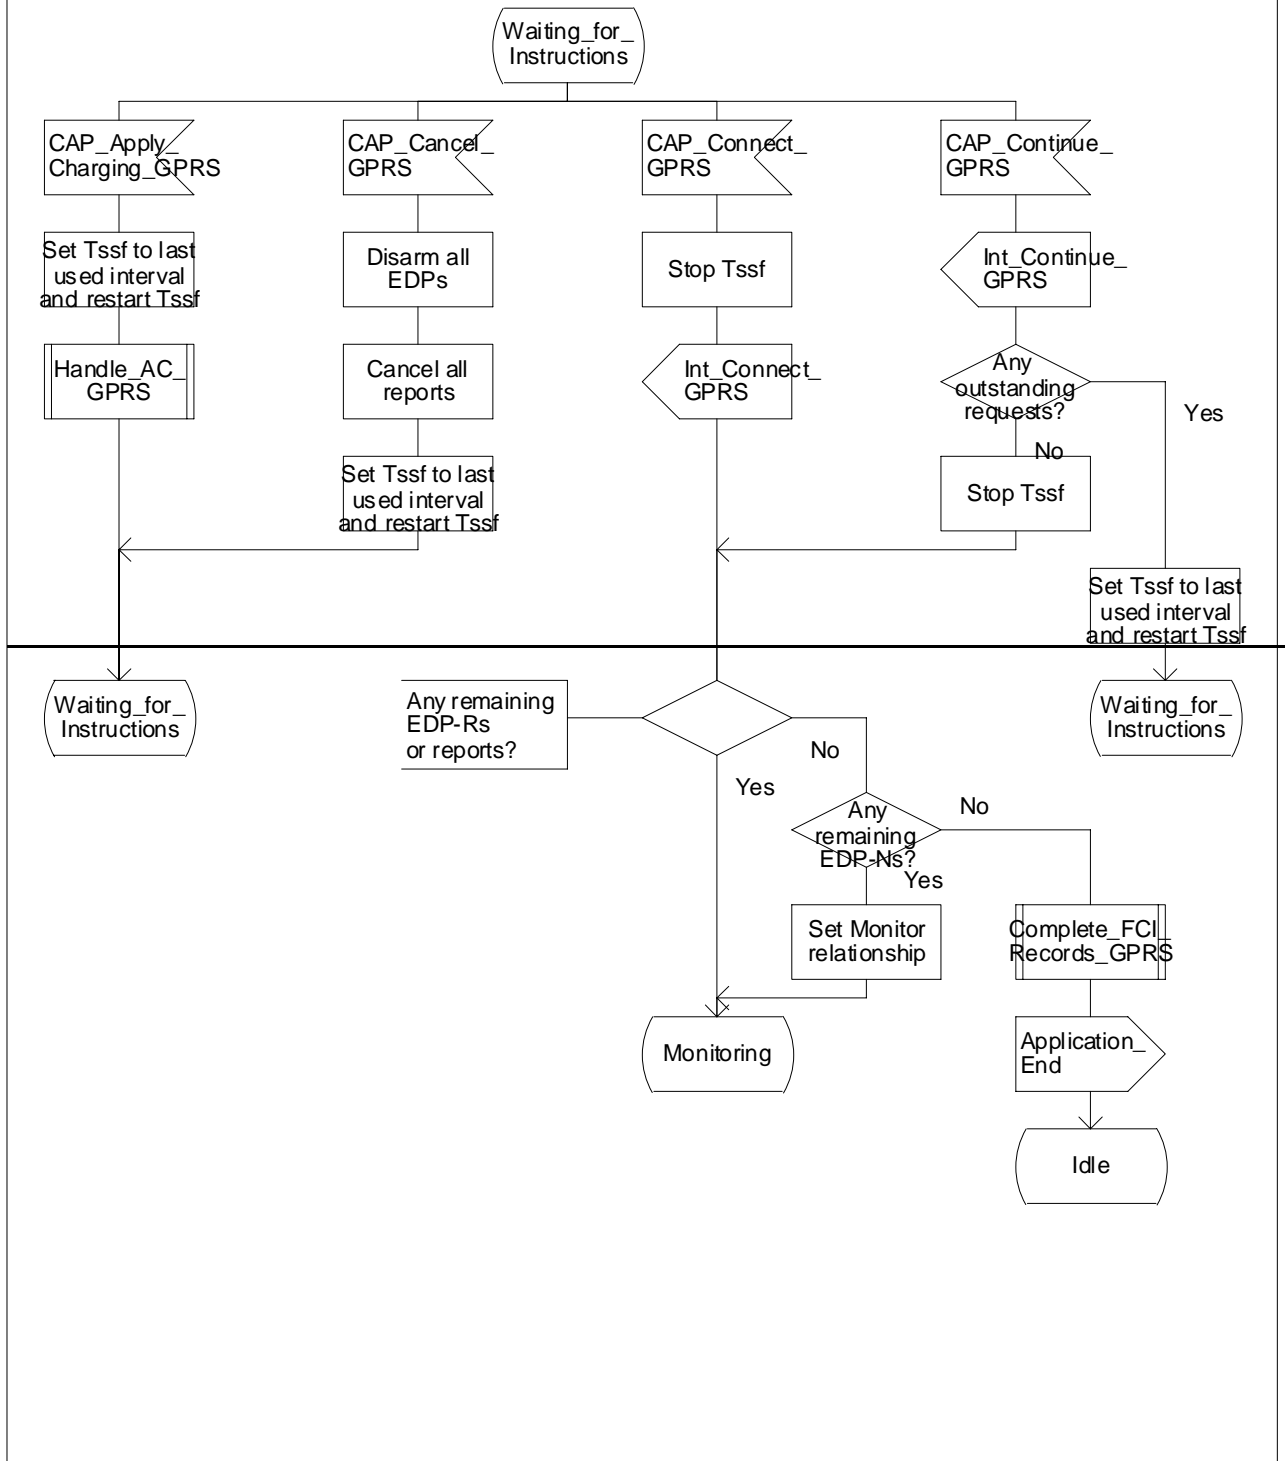 Waiting_for_
Instructions
CAP_Apply_
Charging_GPRS
CAP_Cancel_
GPRS
CAP_Connect_
GPRS
CAP_Continue_
GPRS
Set Tssf to last
used interval
and restart Tssf
Disarm all
EDPs
Stop Tssf
Int_Continue_
GPRS
Handle_AC_
GPRS
Cancel all
reports
Int_Connect_
GPRS
Any
outstanding
requests?
Yes
No
Set Tssf to last
used interval
and restart Tssf
Stop Tssf
Set Tssf to last
used interval
and restart Tssf
Waiting_for_
Instructions
Any remaining
EDP-Rs
or reports?
No
Yes
Waiting_for_
Instructions
Any
remaining
EDP-Ns?
No
Yes
Set Monitor
relationship
Complete_FCI_
Records_GPRS
Monitoring
Application_
End
Idle